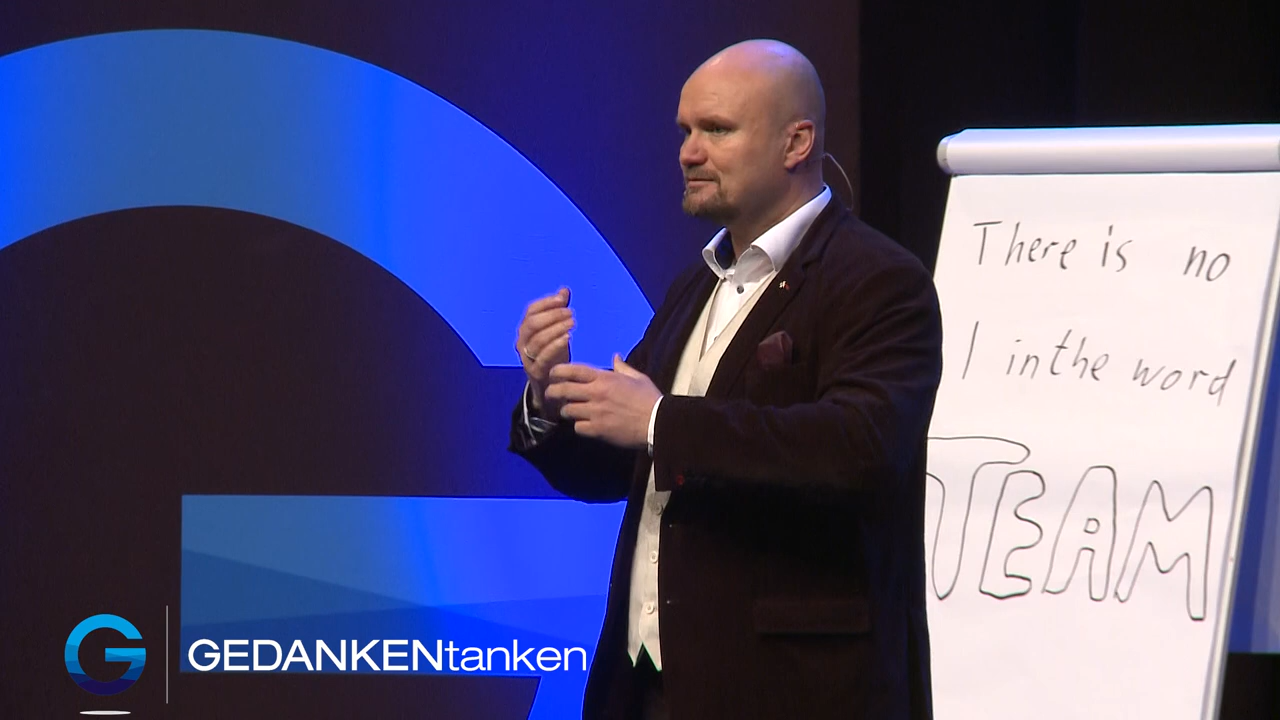 There is no
I in the word
TEAM
G
GEDANKENtanken